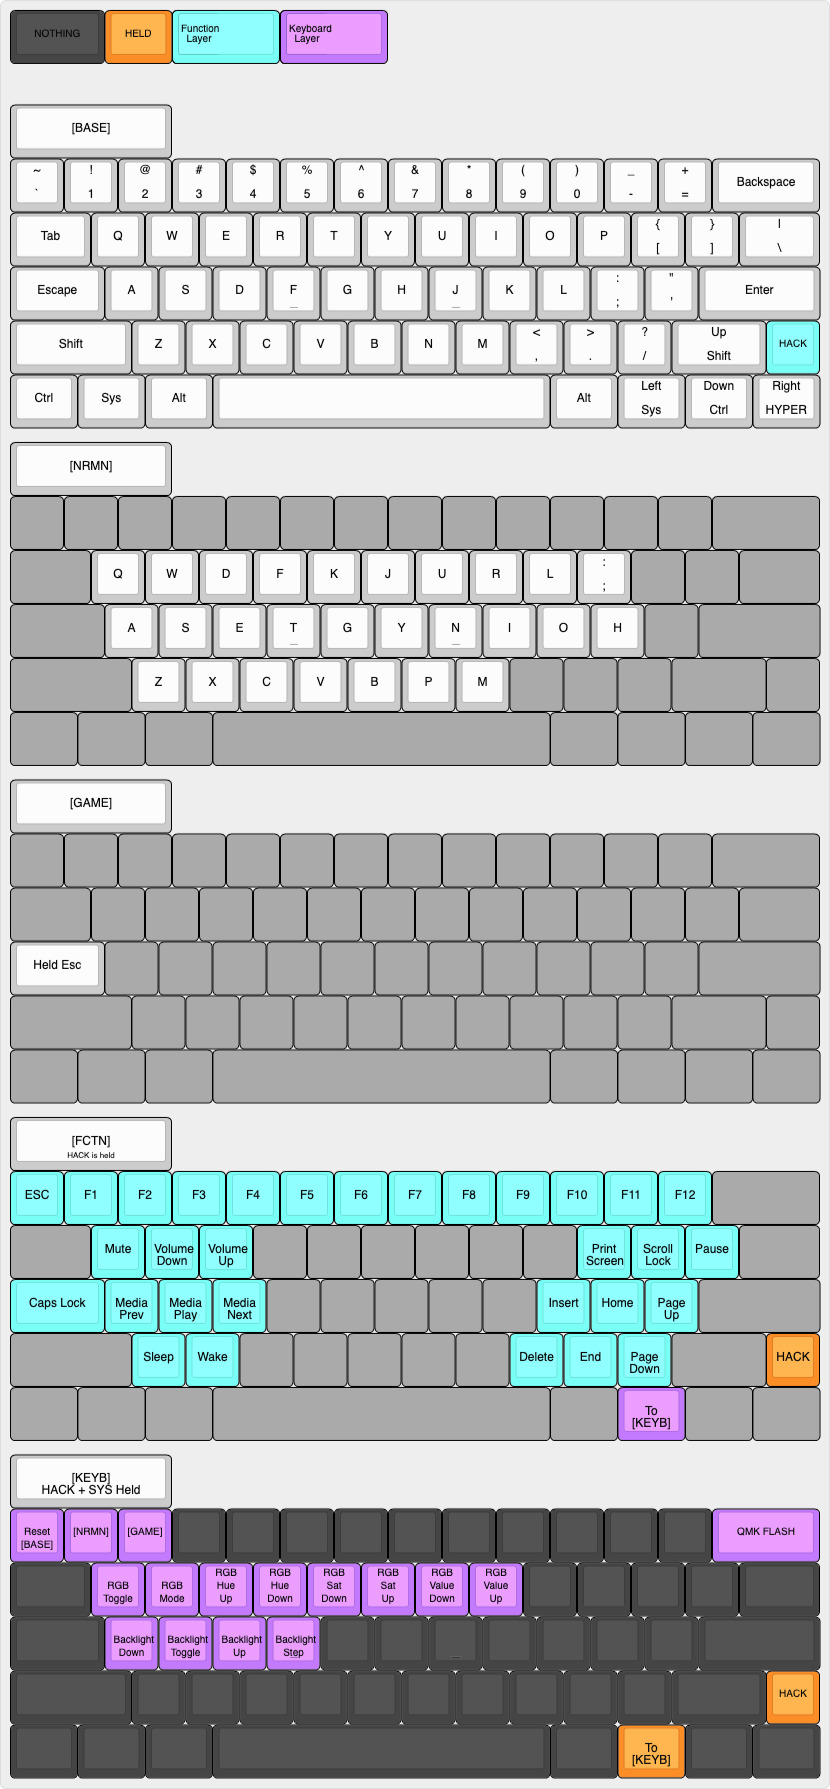 NOTHING HELD Function Keyboard
Layer Layer
[BASE]
~ ! @ # $ % ^ & * ( ) _ + Backspace
` 1 2 3 4 5 6 7 8 9 0 - =
Tab Q W E R T Y U I O P { } |
[ ] \
Escape A S D F G H J K L : " Enter
_ _ ; '
Shift Z X C V B N M < > ? Up HACK
, . / Shift
Ctrl Sys Alt Alt Left Down Right
Sys Ctrl HYPER
[NRMN]
Q W D F K J U R L :
;
A S E T G Y N I O H
_ _
Z X C V B P M
[GAME]
Held Esc
[FCTN]
HACK is held
ESC F1 F2 F3 F4 F5 F6 F7 F8 F9 F10 F11 F12
Mute Volume Volume Print Scroll Pause
Down Up Screen Lock
Caps Lock Media Media Media Insert Home Page
Prev Play Next Up
Sleep Wake Delete End Page HACK
Down
To
[KEYB]
[KEYB]
HACK + SYS Held
Reset [NRMN] [GAME] QMK FLASH
[BASE]
RGB RGB RGB RGB RGB RGB
RGB RGB Hue Hue Sat Sat Value Value
Toggle Mode Up Down Down Up Down Up
Backlight Backlight Backlight Backlight
Down Toggle Up Step
_
HACK
To
[KEYB]